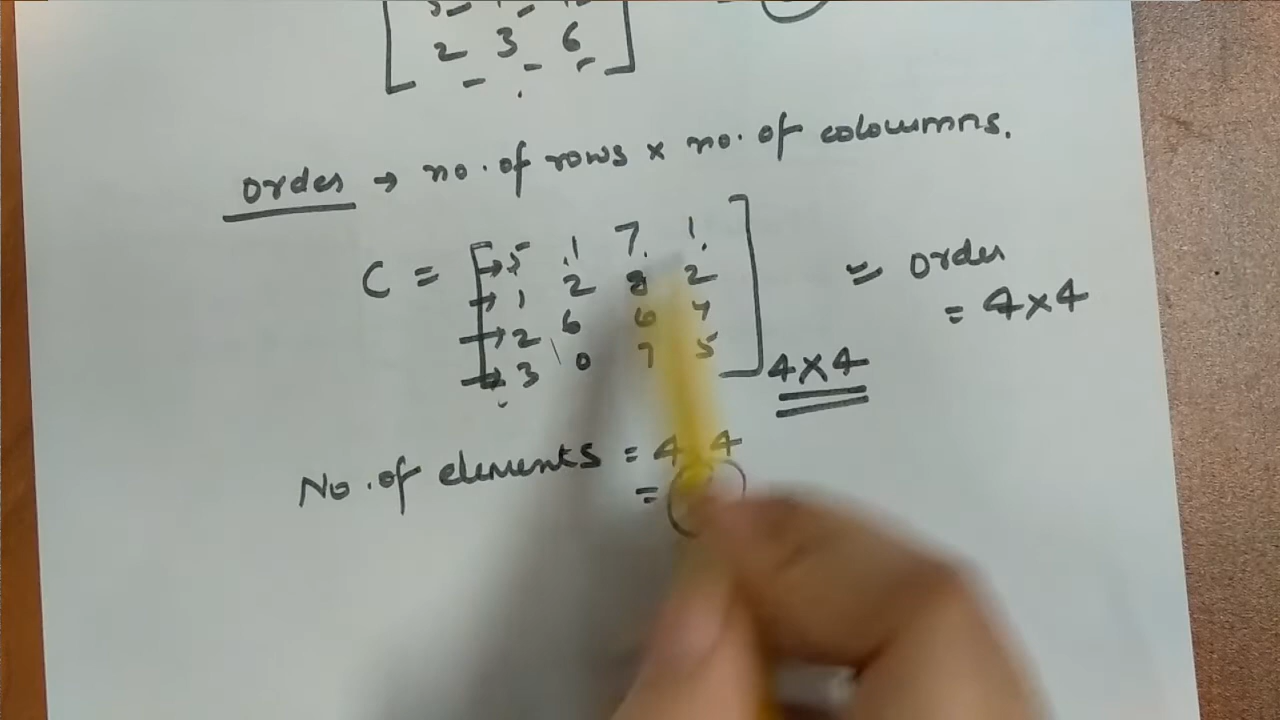 2 3 6
Order → no. of rows × no. of colowmns.
C = [ → 5 1 7 1
→ 1 2 8 2
→ 2 6 6 4
→ 3 0 7 5 ] 4×4
= Order
= 4×4
No. of elements = 4 4
=